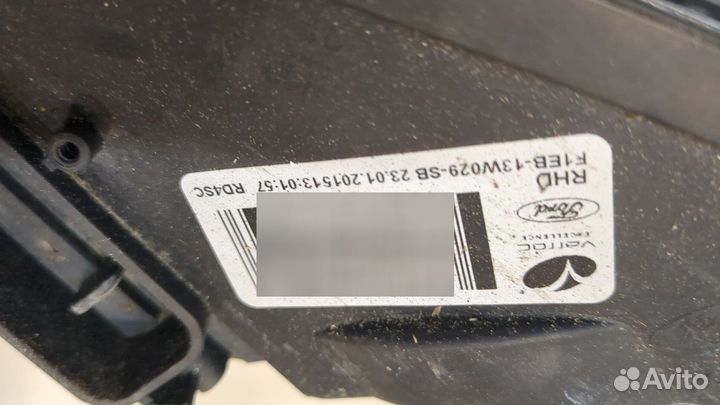 RHD
F1EB-13W029-SB 23.01.201513:01:57 RD4SC
Ford
varroc
EXCELLENCE
Avito